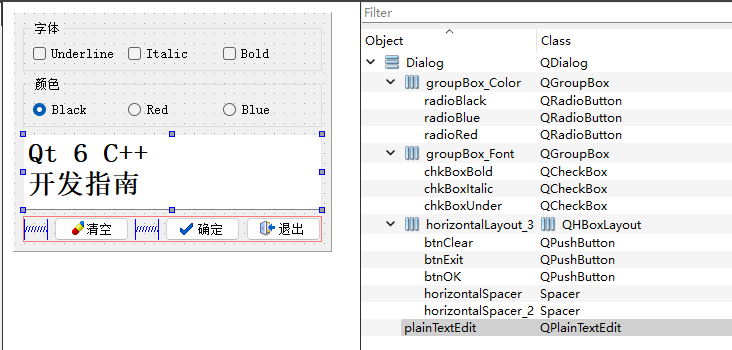 字体
Underline Italic Bold
颜色
Black Red Blue
Qt 6 C++
开发指南
清空 确定 退出
Filter
Object Class
Dialog QDialog
groupBox_Color QGroupBox
radioBlack QRadioButton
radioBlue QRadioButton
radioRed QRadioButton
groupBox_Font QGroupBox
chkBoxBold QCheckBox
chkBoxItalic QCheckBox
chkBoxUnder QCheckBox
horizontalLayout_3 QHBoxLayout
btnClear QPushButton
btnExit QPushButton
btnOK QPushButton
horizontalSpacer Spacer
horizontalSpacer_2 Spacer
plainTextEdit QPlainTextEdit